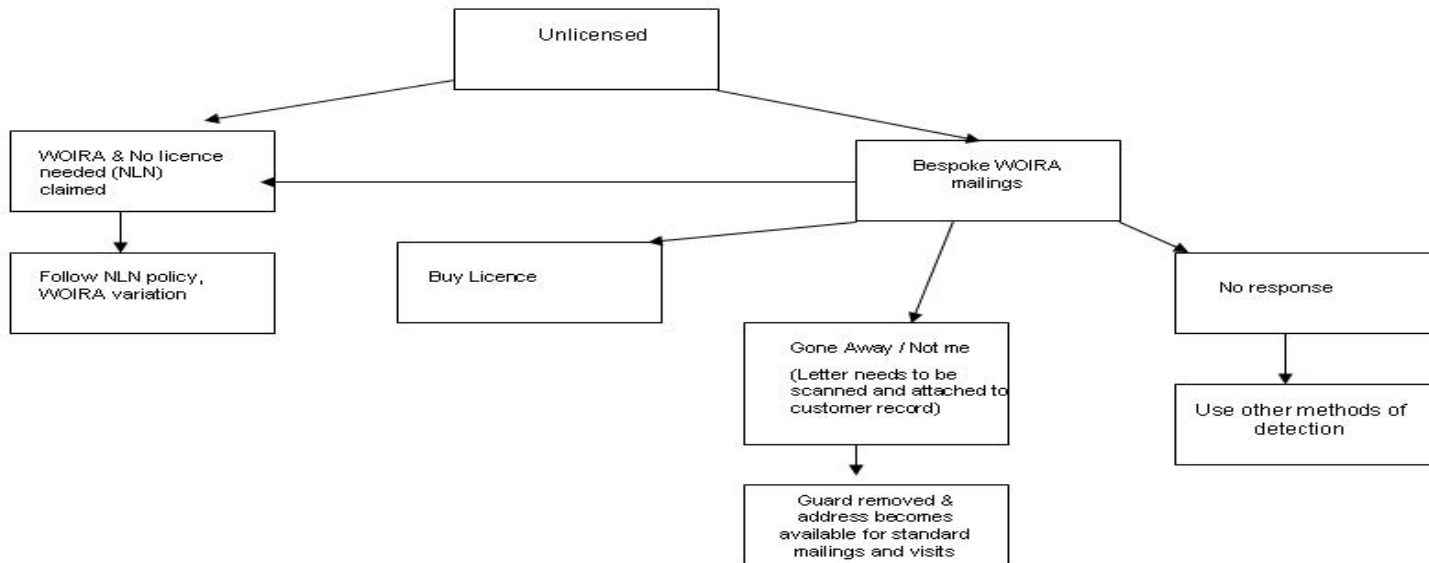 Unlicensed
WOIRA & No licence
needed (NLN)
claimed
Bespoke WOIRA
mailings
Follow NLN policy,
WOIRA variation
Buy Licence
No response
Gone Away / Not me
(Letter needs to be
scanned and attached to
customer record)
Use other methods of
detection
Guard removed &
address becomes
available for standard
mailings and visits